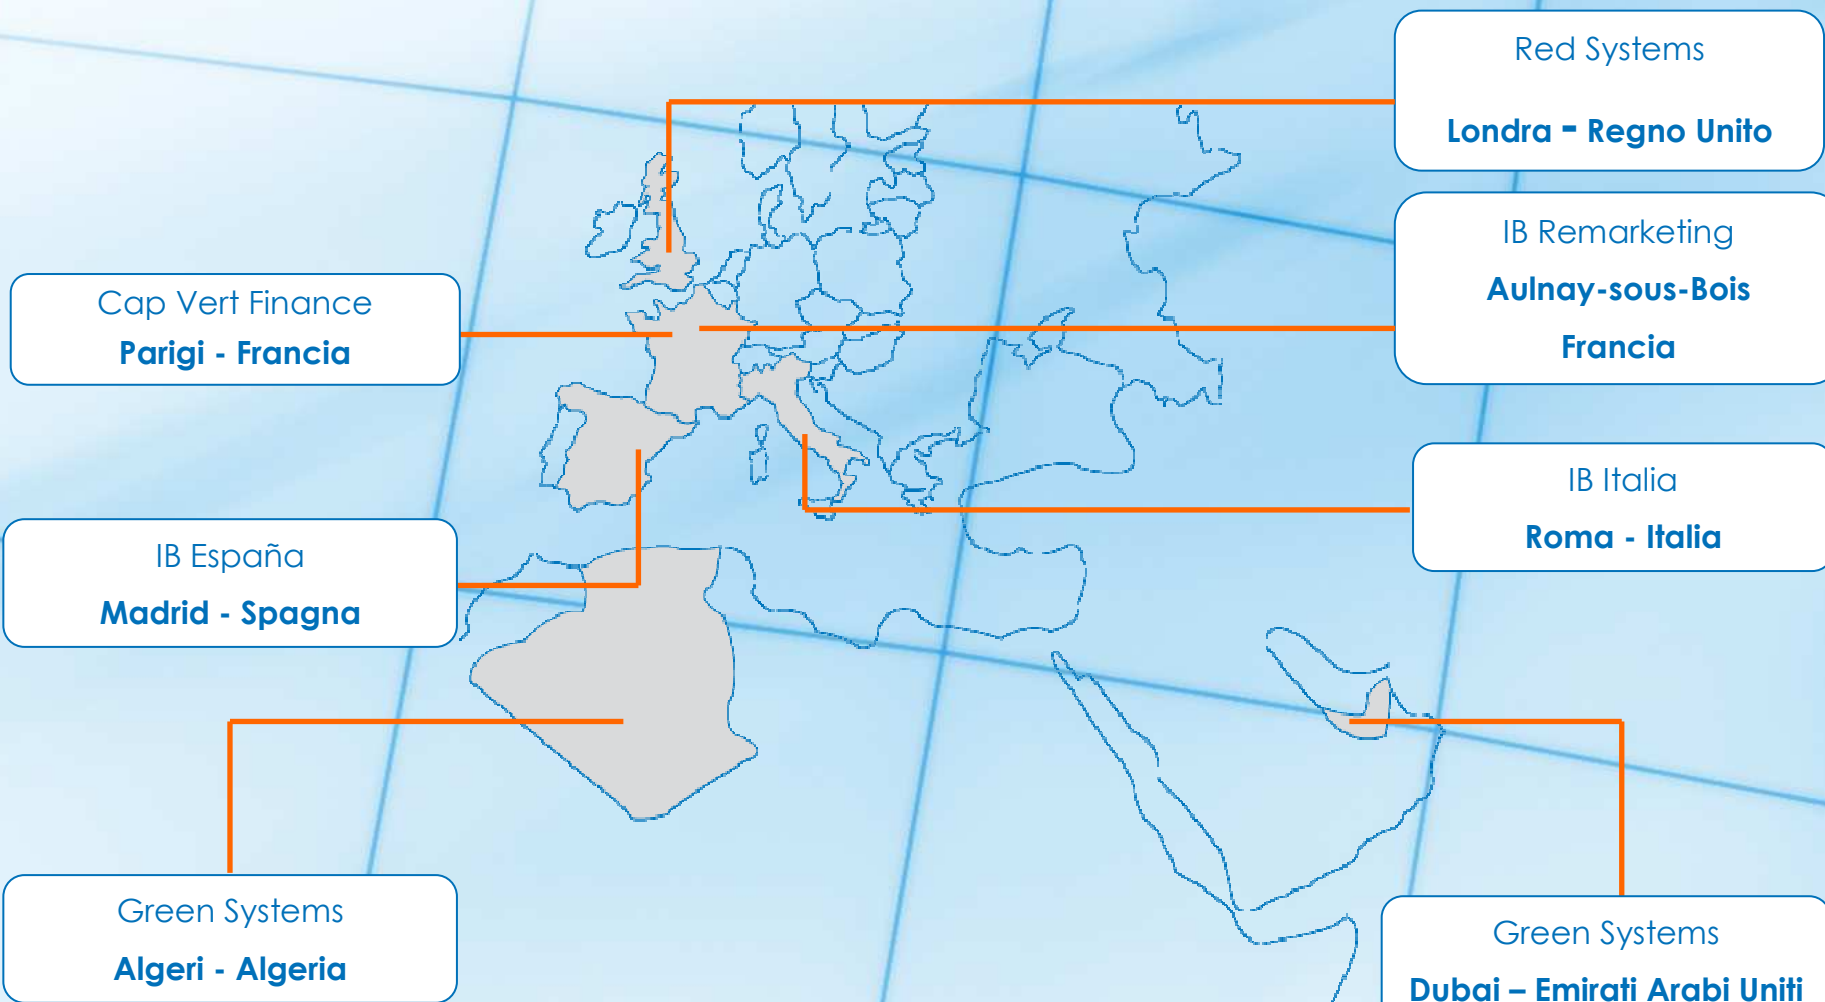 Red Systems
Londra - Regno Unito
IB Remarketing
Aulnay-sous-Bois
Francia
Cap Vert Finance
Parigi - Francia
IB Italia
Roma - Italia
IB España
Madrid - Spagna
Green Systems
Algeri - Algeria
Green Systems
Dubai – Emirati Arabi Uniti